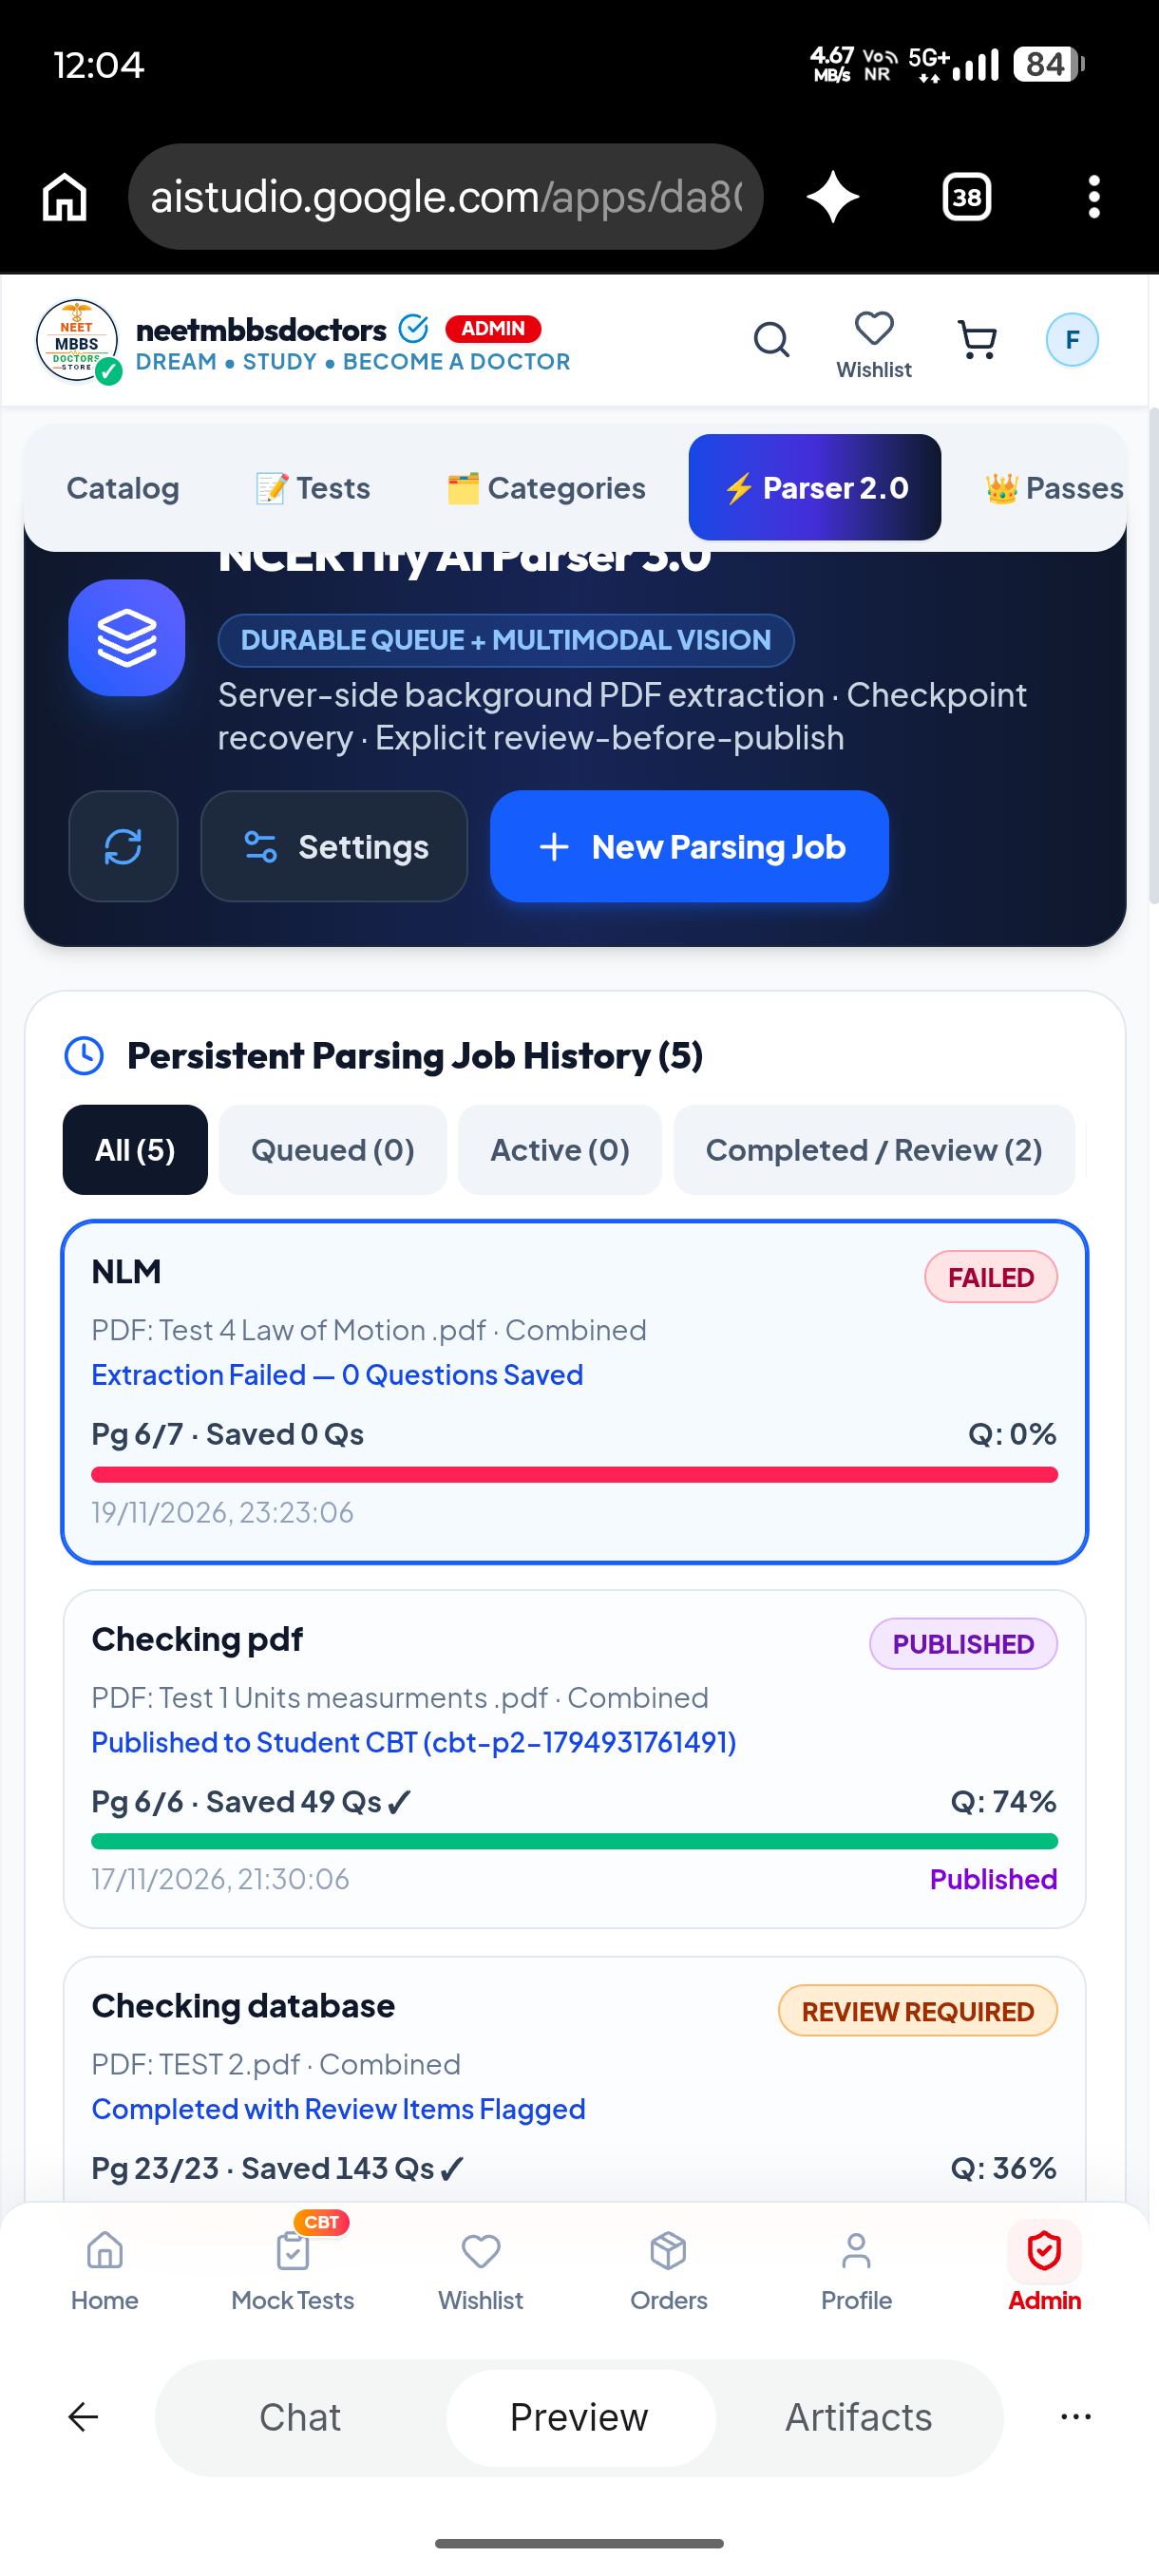 12:04
4.67 MB/s
Vo NR
5G+
84
aistudio.google.com/apps/da8
38
NEET
MBBS
DOCTORS
STORE
neetmbbsdoctors
ADMIN
DREAM • STUDY • BECOME A DOCTOR
Wishlist
F
Catalog
📝 Tests
🗂️ Categories
⚡ Parser 2.0
👑 Passes
NCERTify AI Parser 3.0
DURABLE QUEUE + MULTIMODAL VISION
Server-side background PDF extraction · Checkpoint
recovery · Explicit review-before-publish
Settings
+ New Parsing Job
Persistent Parsing Job History (5)
All (5)
Queued (0)
Active (0)
Completed / Review (2)
NLM
FAILED
PDF: Test 4 Law of Motion .pdf · Combined
Extraction Failed — 0 Questions Saved
Pg 6/7 · Saved 0 Qs
Q: 0%
19/11/2026, 23:23:06
Checking pdf
PUBLISHED
PDF: Test 1 Units measurments .pdf · Combined
Published to Student CBT (cbt-p2-1794931761491)
Pg 6/6 · Saved 49 Qs ✓
Q: 74%
17/11/2026, 21:30:06
Published
Checking database
REVIEW REQUIRED
PDF: TEST 2.pdf · Combined
Completed with Review Items Flagged
Pg 23/23 · Saved 143 Qs ✓
Q: 36%
CBT
Home
Mock Tests
Wishlist
Orders
Profile
Admin
Chat
Preview
Artifacts